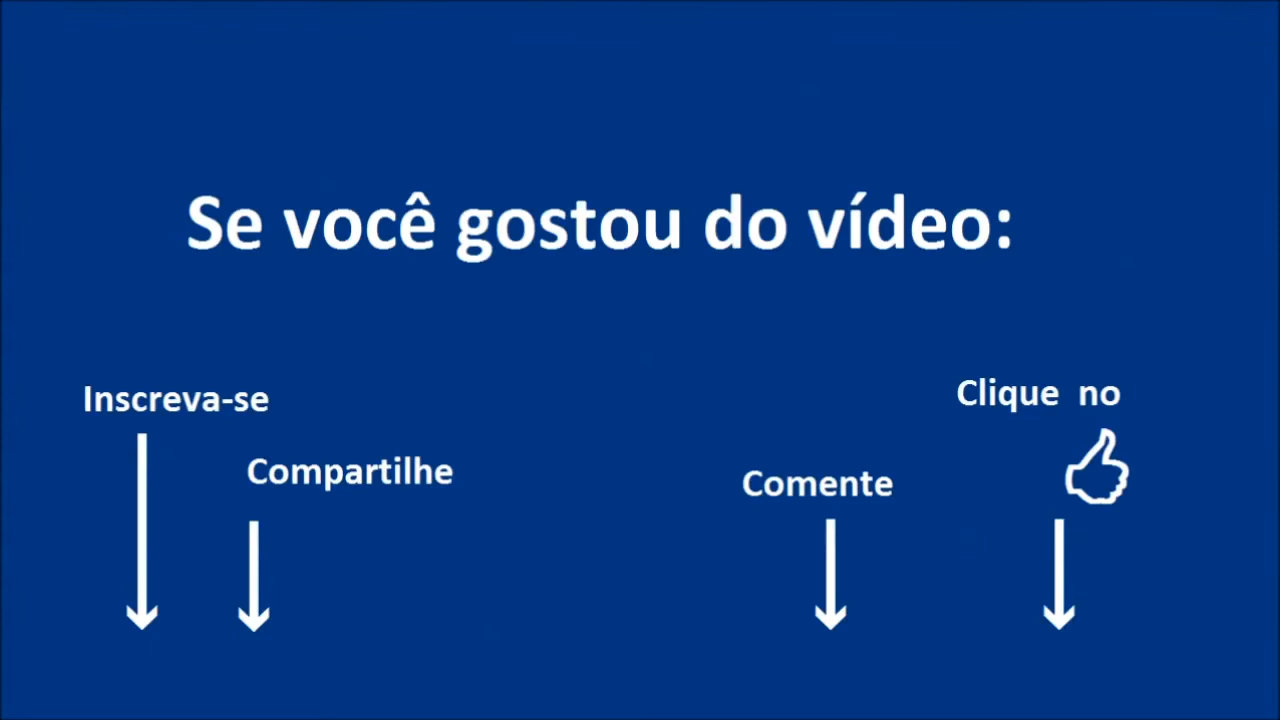 Se você gostou do vídeo:
Inscreva-se
Compartilhe
Comente
Clique no